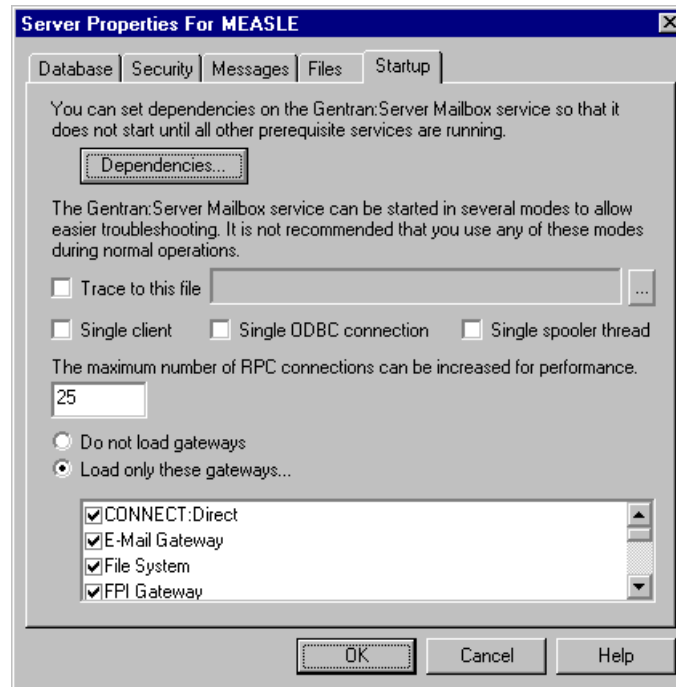 Server Properties For MEASLE
Database Security Messages Files Startup
You can set dependencies on the Gentran:Server Mailbox service so that it
does not start until all other prerequisite services are running.
Dependencies...
The Gentran:Server Mailbox service can be started in several modes to allow
easier troubleshooting. It is not recommended that you use any of these modes
during normal operations.
Trace to this file
...
Single client Single ODBC connection Single spooler thread
The maximum number of RPC connections can be increased for performance.
25
Do not load gateways
Load only these gateways...
CONNECT:Direct
E-Mail Gateway
File System
FPI Gateway
OK Cancel Help